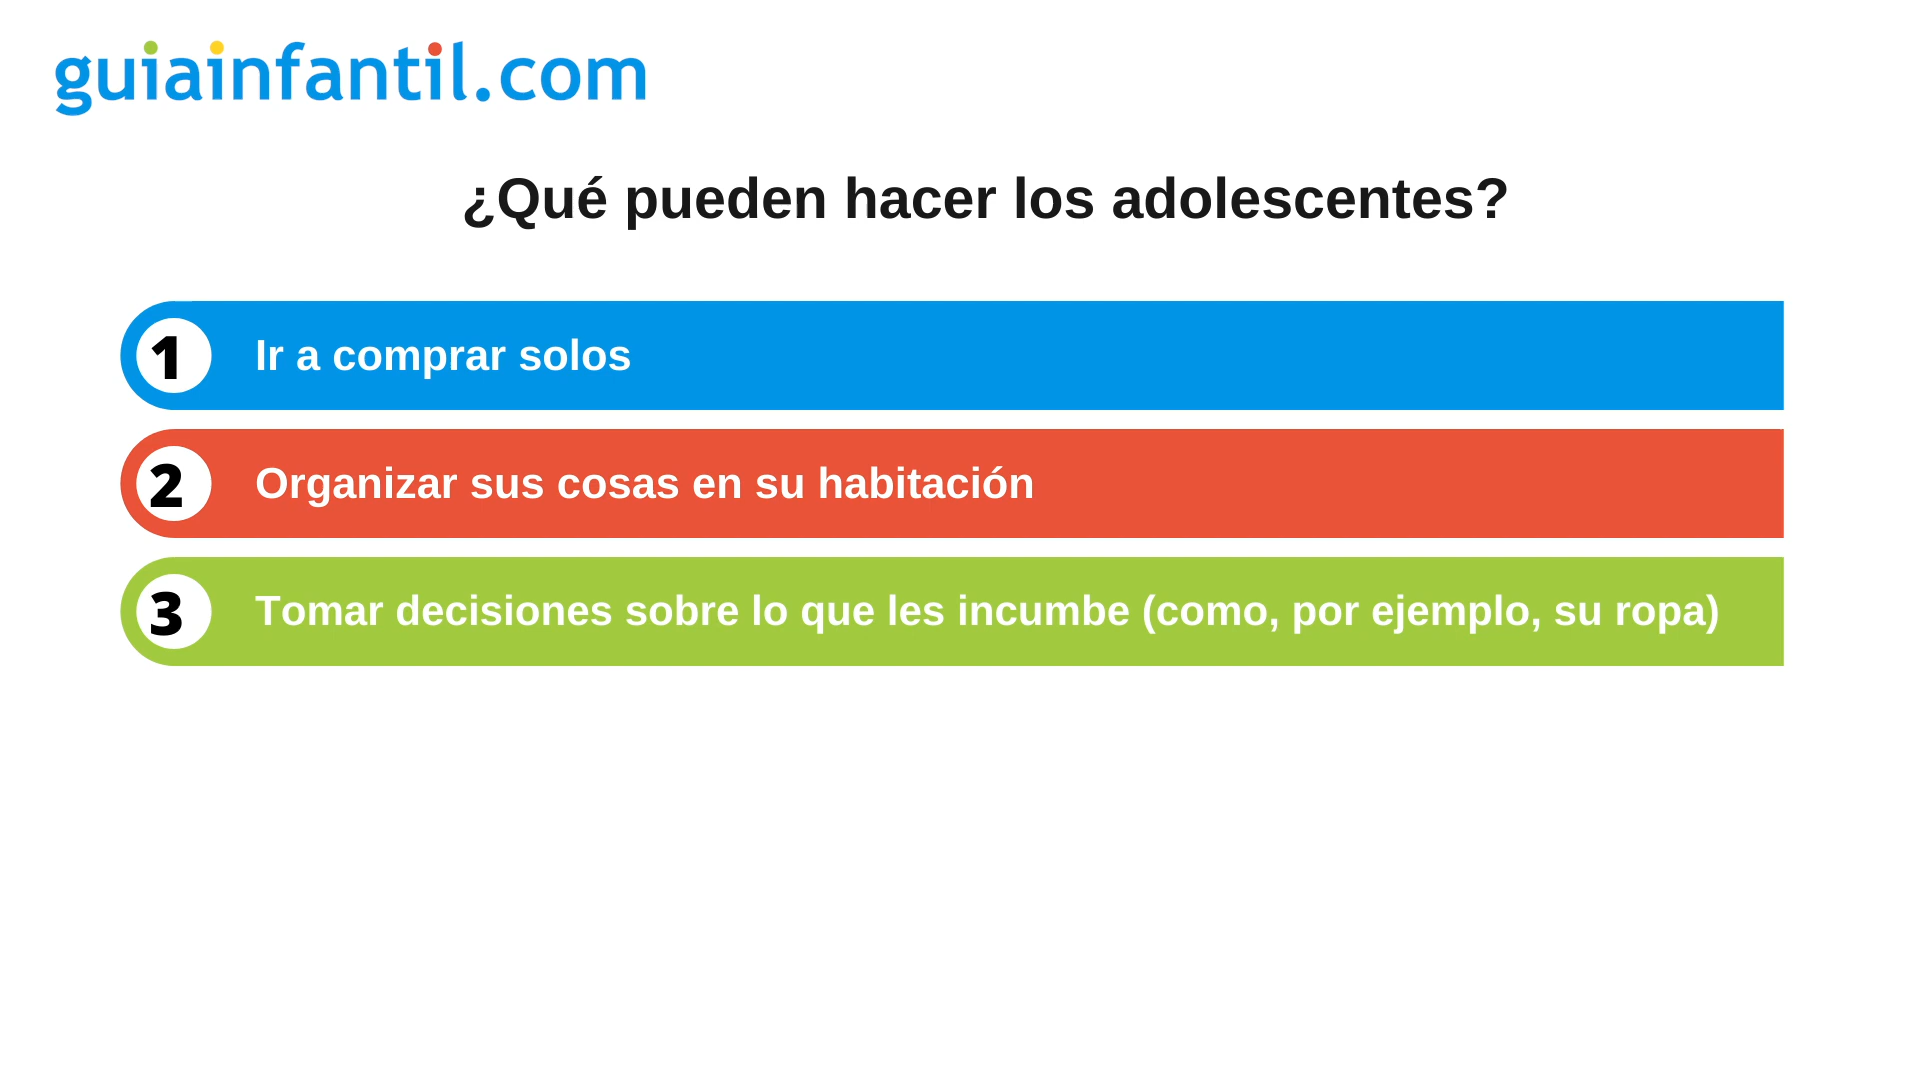 guiainfantil.com
¿Qué pueden hacer los adolescentes?
1 Ir a comprar solos
2 Organizar sus cosas en su habitación
3 Tomar decisiones sobre lo que les incumbe (como, por ejemplo, su ropa)